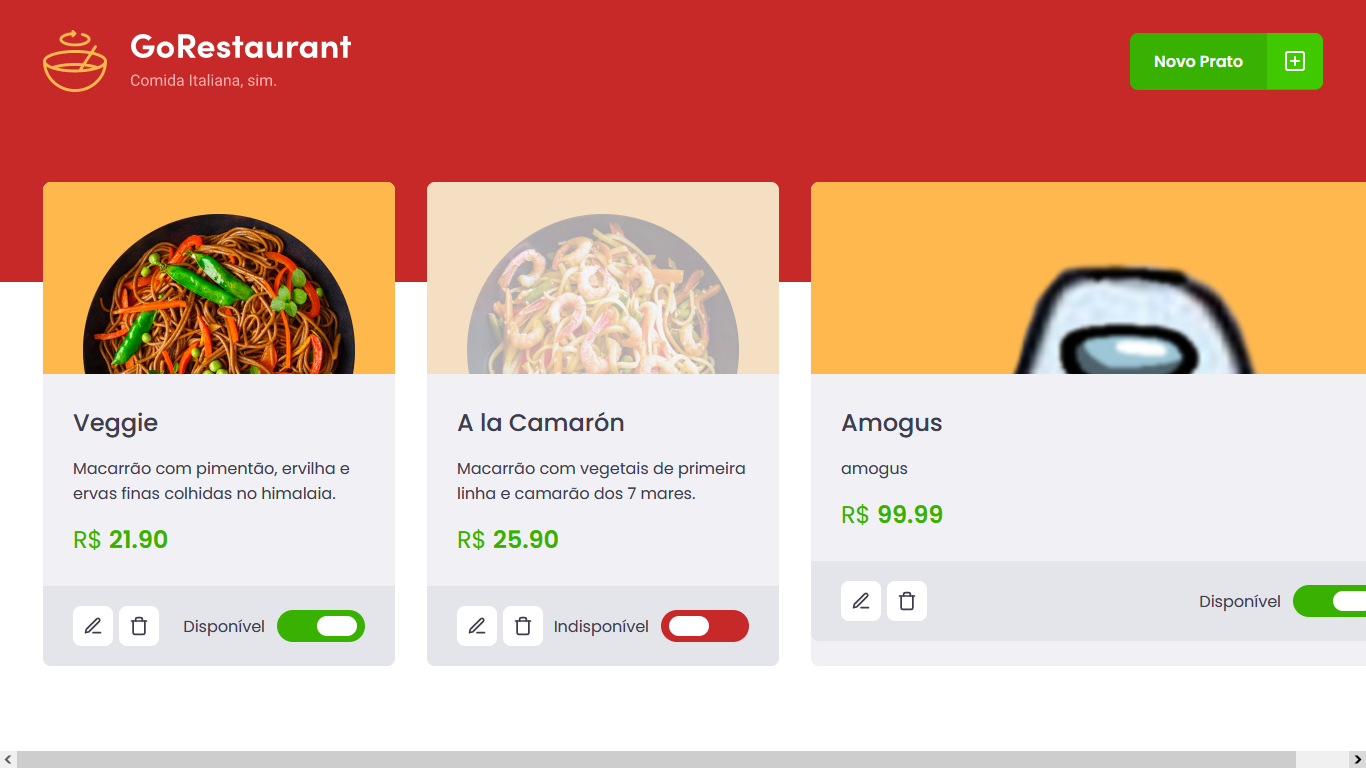 GoRestaurant
Comida Italiana, sim.
Novo Prato
Veggie
Macarrão com pimentão, ervilha e
ervas finas colhidas no himalaia.
R$ 21.90
Disponível
A la Camarón
Macarrão com vegetais de primeira
linha e camarão dos 7 mares.
R$ 25.90
Indisponível
Amogus
amogus
R$ 99.99
Disponível